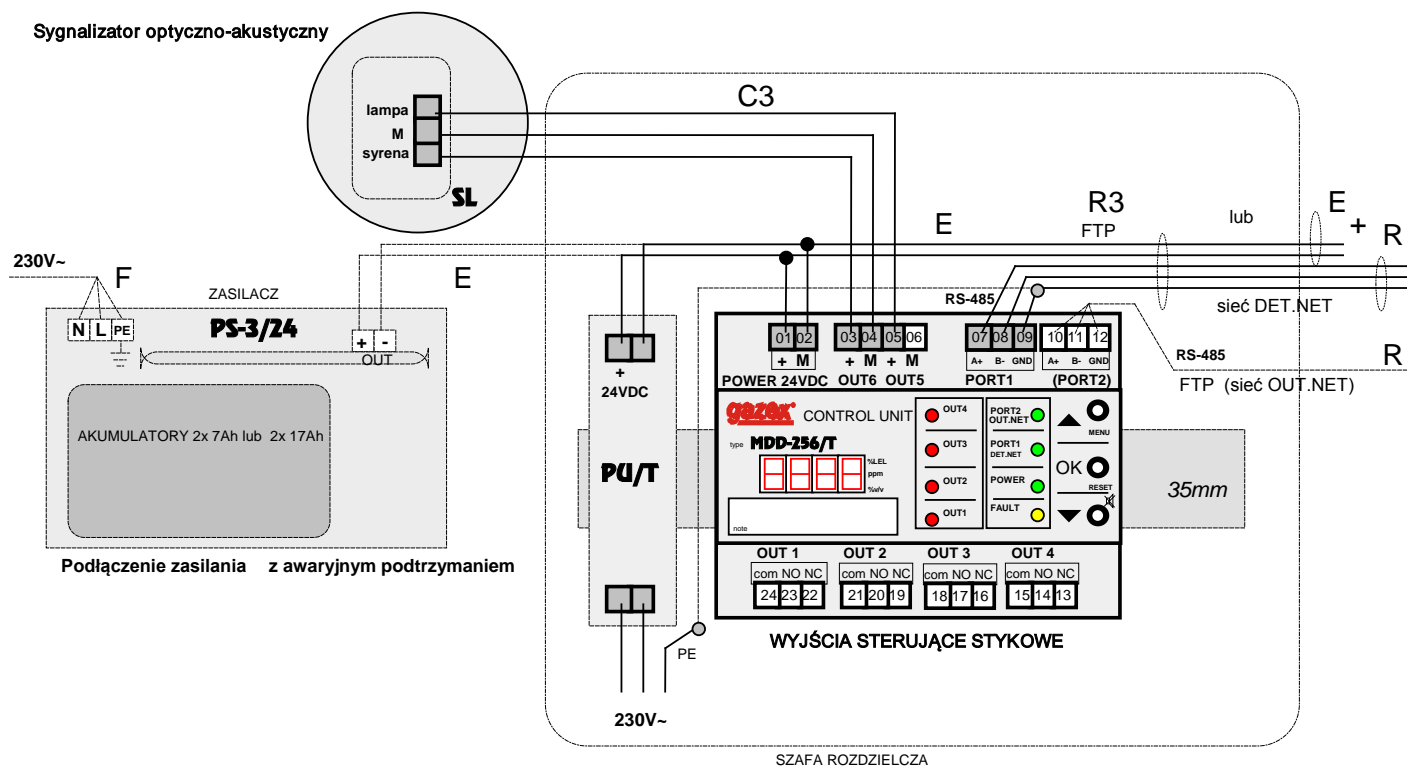 Sygnalizator optyczno-akustyczny
lampa
M
syrena
SL
C3
E
R3
FTP
lub
E
+
R
230V~
F
ZASILACZ
E
N L PE
PS-3/24
+ -
OUT
AKUMULATORY 2x 7Ah lub 2x 17Ah
Podłączenie zasilania z awaryjnym podtrzymaniem
+
24VDC
PU/T
PE
230V~
RS-485
sieć DET.NET
RS-485
R
FTP (sieć OUT.NET)
01 02 03 04 05 06 07 08 09 10 11 12
+ M + M + M A+ B- GND A+ B- GND
POWER 24VDC OUT6 OUT5 PORT1 (PORT2)
gazex CONTROL UNIT
type MDD-256/T
%LEL
ppm
%v/v
note
OUT4
OUT3
OUT2
OUT1
PORT2
OUT.NET
PORT1
DET.NET
POWER
FAULT
MENU
OK
RESET
35mm
OUT 1 OUT 2 OUT 3 OUT 4
com NO NC com NO NC com NO NC com NO NC
24 23 22 21 20 19 18 17 16 15 14 13
WYJŚCIA STERUJĄCE STYKOWE
SZAFA ROZDZIELCZA